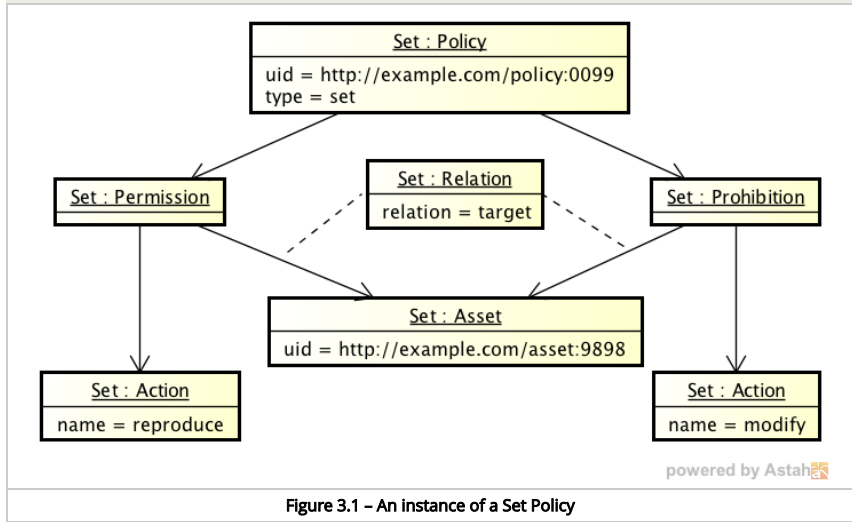 Set : Policy
uid = http://example.com/policy:0099
type = set
Set : Relation
relation = target
Set : Permission
Set : Prohibition
Set : Asset
uid = http://example.com/asset:9898
Set : Action
name = reproduce
Set : Action
name = modify
powered by Astah
Figure 3.1 – An instance of a Set Policy